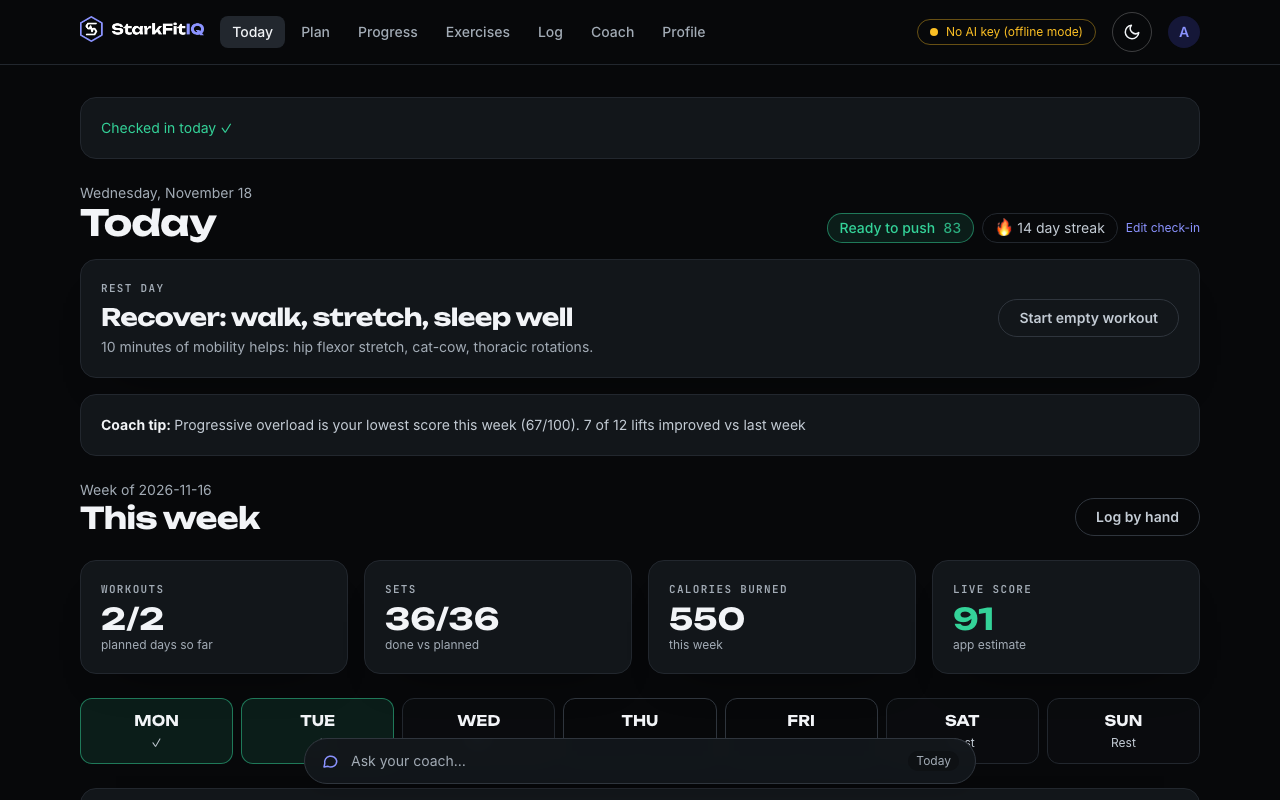 StarkFitIQ Today Plan Progress Exercises Log Coach Profile No AI key (offline mode) A
Checked in today ✓
Wednesday, November 18
Today
Ready to push 83 🔥 14 day streak Edit check-in
REST DAY
Recover: walk, stretch, sleep well
10 minutes of mobility helps: hip flexor stretch, cat-cow, thoracic rotations.
Start empty workout
Coach tip: Progressive overload is your lowest score this week (67/100). 7 of 12 lifts improved vs last week
Week of 2026-11-16
This week
Log by hand
WORKOUTS
2/2
planned days so far
SETS
36/36
done vs planned
CALORIES BURNED
550
this week
LIVE SCORE
91
app estimate
MON TUE WED THU FRI SAT SUN
✓ Rest
Ask your coach... Today